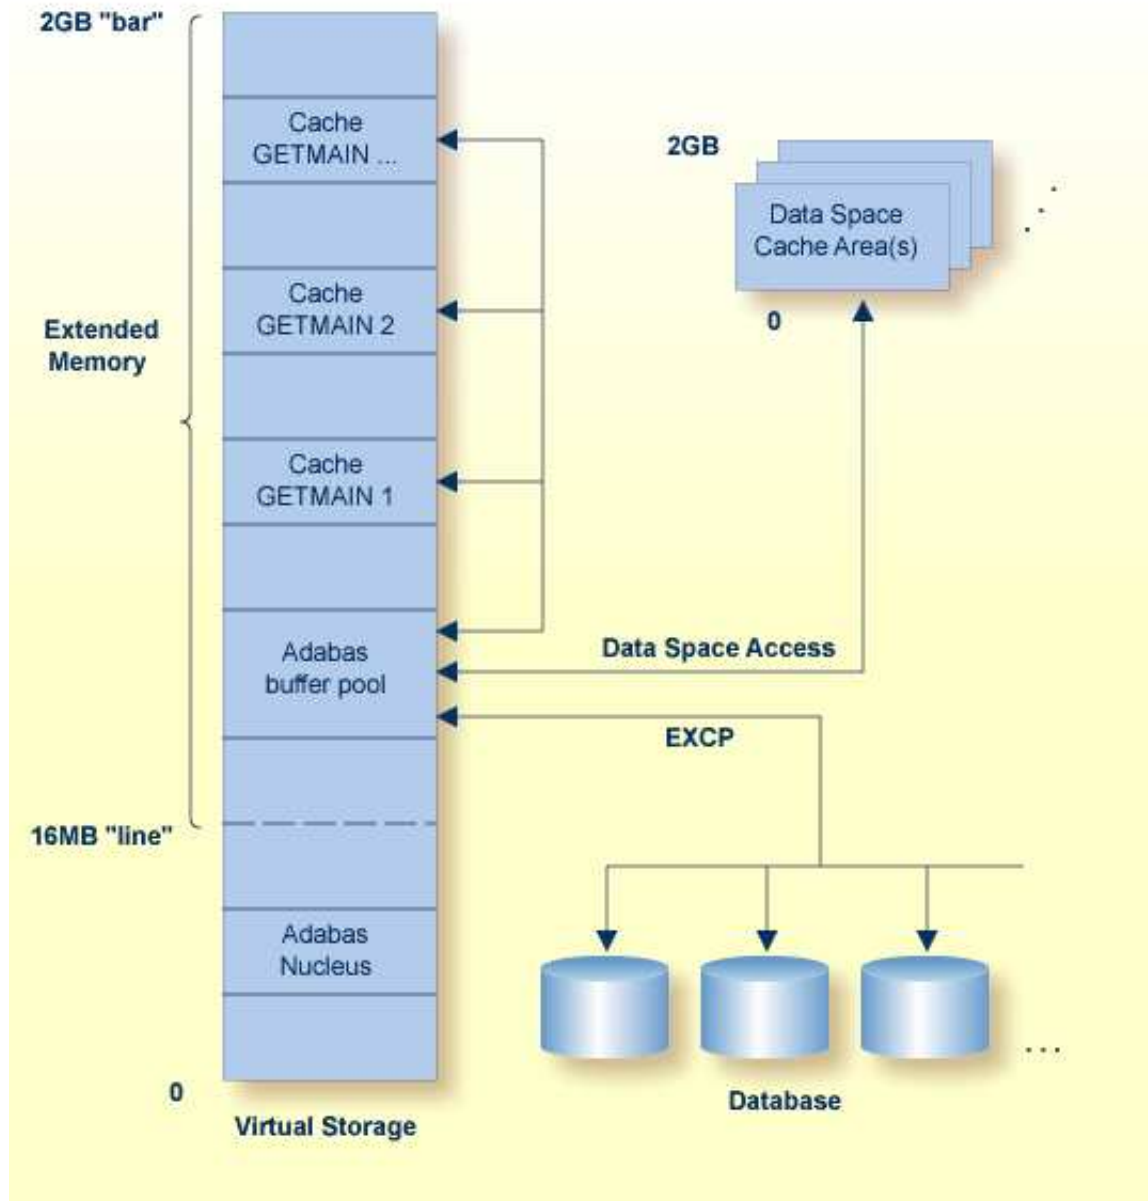 2GB "bar"
Cache
GETMAIN ...
2GB
Data Space
Cache Area(s)
0
Cache
GETMAIN 2
Extended
Memory
Cache
GETMAIN 1
Adabas
buffer pool
Data Space Access
EXCP
16MB "line"
Adabas
Nucleus
...
0
Virtual Storage
Database